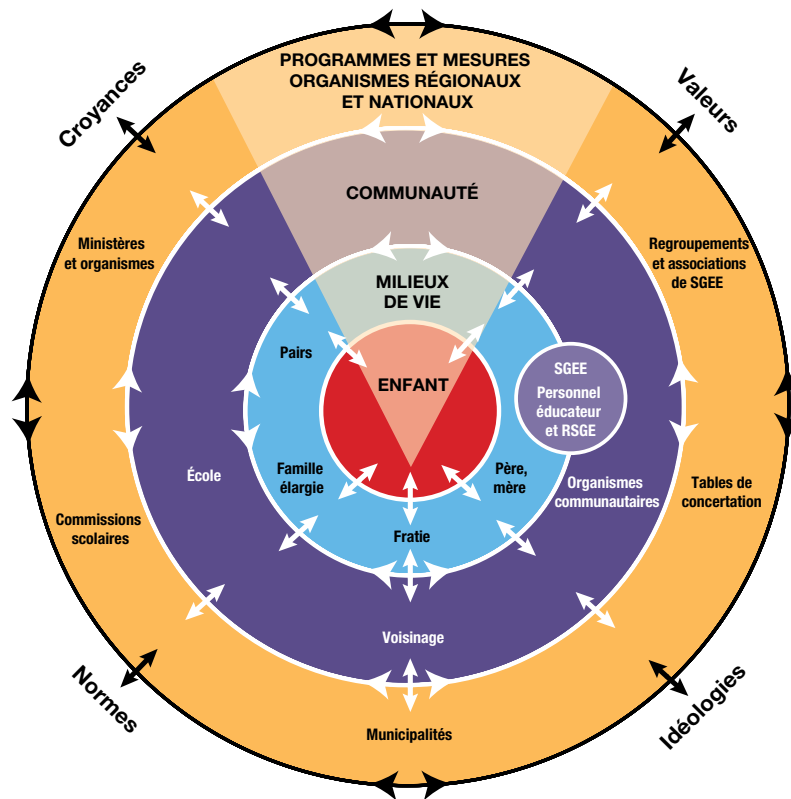 PROGRAMMES ET MESURES
ORGANISMES RÉGIONAUX
ET NATIONAUX
Croyances
Valeurs
COMMUNAUTÉ
Ministères
et organismes
Regroupements
et associations
de SGEE
MILIEUX
DE VIE
Pairs
ENFANT
SGEE
Personnel
éducateur
et RSGE
École
Famille
élargie
Père,
mère
Organismes
communautaires
Tables de
concertation
Commissions
scolaires
Fratie
Voisinage
Normes
Idéologies
Municipalités